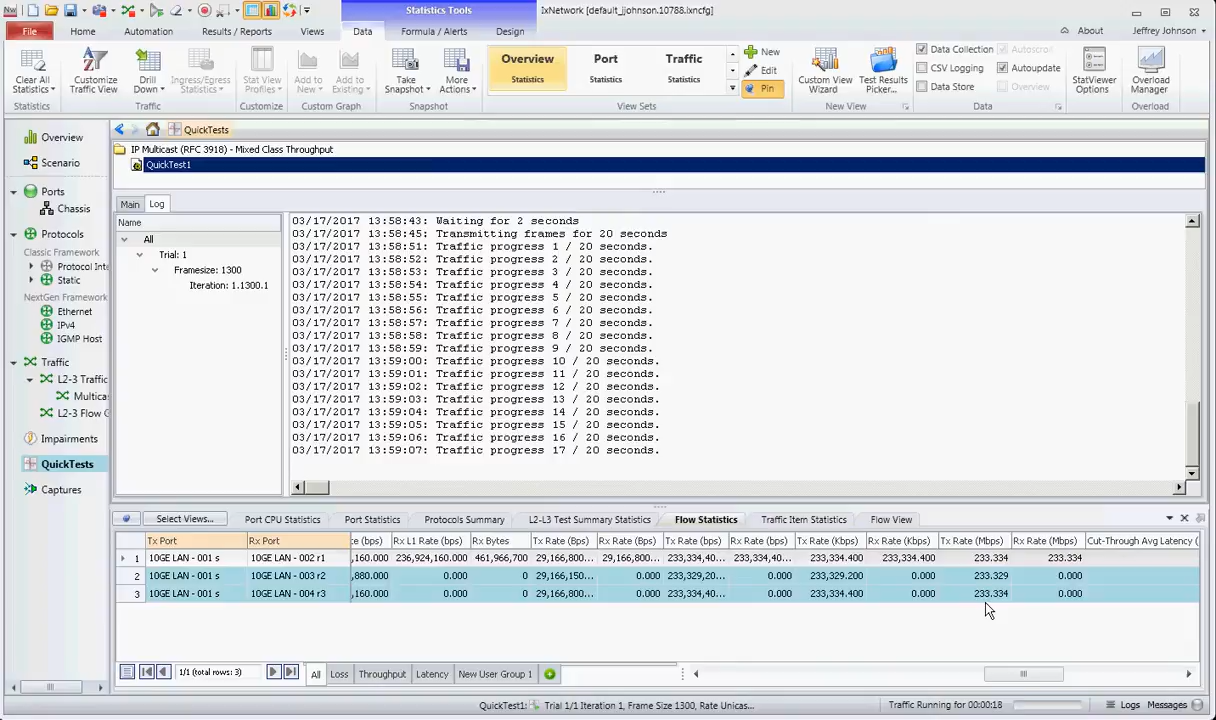 Statistics Tools
IxNetwork [default_jjohnson.10788.ixncfg]
File Home Automation Results / Reports Views Data Formula / Alerts Design About Jeffrey Johnson
Clear All Statistics
Customize Traffic View
Drill Down
Ingress/Egress Statistics
Stat View Profiles
Add to New
Add to Existing
Take Snapshot
More Actions
Overview Statistics
Port Statistics
Traffic Statistics
New
Edit
Pin
Custom View Wizard
Test Results Picker...
Data Collection Autoscroll
CSV Logging Autoupdate
Data Store Overview
StatViewer Options
Overload Manager
Statistics Traffic Customize Custom Graph Snapshot View Sets New View Data Overload
Overview
Scenario
Ports
Chassis
Protocols
Classic Framework
Protocol Inte
Static
NextGen Framework
Ethernet
IPv4
IGMP Host
Traffic
L2-3 Traffic
Multica
L2-3 Flow G
Impairments
QuickTests
Captures
QuickTests
IP Multicast (RFC 3918) - Mixed Class Throughput
QuickTest1
Main Log
Name
All
Trial: 1
Framesize: 1300
Iteration: 1.1300.1
03/17/2017 13:58:43: Waiting for 2 seconds
03/17/2017 13:58:45: Transmitting frames for 20 seconds
03/17/2017 13:58:51: Traffic progress 1 / 20 seconds.
03/17/2017 13:58:52: Traffic progress 2 / 20 seconds.
03/17/2017 13:58:53: Traffic progress 3 / 20 seconds.
03/17/2017 13:58:54: Traffic progress 4 / 20 seconds.
03/17/2017 13:58:55: Traffic progress 5 / 20 seconds.
03/17/2017 13:58:56: Traffic progress 6 / 20 seconds.
03/17/2017 13:58:57: Traffic progress 7 / 20 seconds.
03/17/2017 13:58:58: Traffic progress 8 / 20 seconds.
03/17/2017 13:58:59: Traffic progress 9 / 20 seconds.
03/17/2017 13:59:00: Traffic progress 10 / 20 seconds.
03/17/2017 13:59:01: Traffic progress 11 / 20 seconds.
03/17/2017 13:59:02: Traffic progress 12 / 20 seconds.
03/17/2017 13:59:03: Traffic progress 13 / 20 seconds.
03/17/2017 13:59:04: Traffic progress 14 / 20 seconds.
03/17/2017 13:59:05: Traffic progress 15 / 20 seconds.
03/17/2017 13:59:06: Traffic progress 16 / 20 seconds.
03/17/2017 13:59:07: Traffic progress 17 / 20 seconds.
Select Views... Port CPU Statistics Port Statistics Protocols Summary L2-L3 Test Summary Statistics Flow Statistics Traffic Item Statistics Flow View
Tx Port Rx Port :e (bps) Rx L1 Rate (bps) Rx Bytes Tx Rate (Bps) Rx Rate (Bps) Tx Rate (bps) Rx Rate (bps) Tx Rate (Kbps) Rx Rate (Kbps) Tx Rate (Mbps) Rx Rate (Mbps) Cut-Through Avg Latency (
1 10GE LAN - 001 s 10GE LAN - 002 r1 ,160.000 236,924,160.000 461,966,700 29,166,800... 29,166,800... 233,334,40... 233,334,40... 233,334.400 233,334.400 233.334 233.334
2 10GE LAN - 001 s 10GE LAN - 003 r2 ,880.000 0.000 0 29,166,150... 0.000 233,329,20... 0.000 233,329.200 0.000 233.329 0.000
3 10GE LAN - 001 s 10GE LAN - 004 r3 ,160.000 0.000 0 29,166,800... 0.000 233,334,40... 0.000 233,334.400 0.000 233.334 0.000
1/1 (total rows: 3) All Loss Throughput Latency New User Group 1
QuickTest1: Trial 1/1 Iteration 1, Frame Size 1300, Rate Unicas... Traffic Running for 00:00:18 Logs Messages